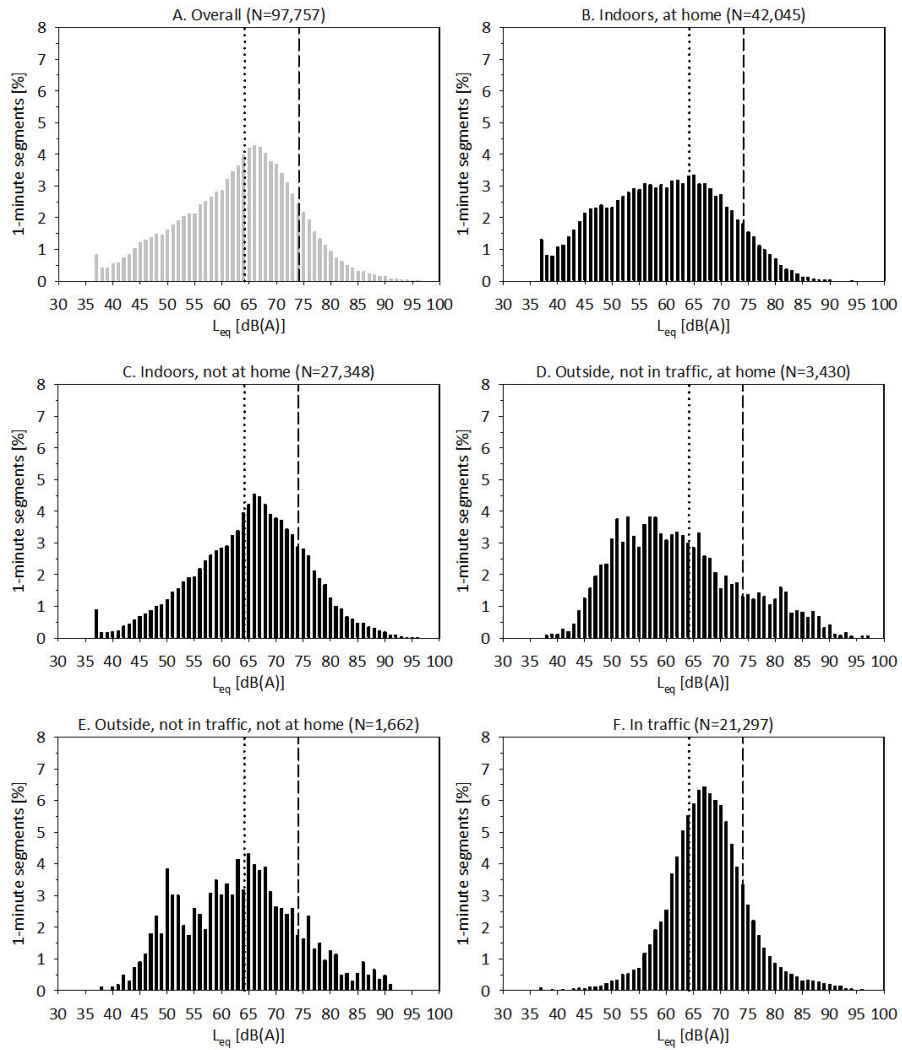 A. Overall (N=97,757)
8
7
6
5
4
3
2
1
0
1-minute segments [%]
30 35 40 45 50 55 60 65 70 75 80 85 90 95 100
Leq [dB(A)]
B. Indoors, at home (N=42,045)
8
7
6
5
4
3
2
1
0
1-minute segments [%]
30 35 40 45 50 55 60 65 70 75 80 85 90 95 100
Leq [dB(A)]
C. Indoors, not at home (N=27,348)
8
7
6
5
4
3
2
1
0
1-minute segments [%]
30 35 40 45 50 55 60 65 70 75 80 85 90 95 100
Leq [dB(A)]
D. Outside, not in traffic, at home (N=3,430)
8
7
6
5
4
3
2
1
0
1-minute segments [%]
30 35 40 45 50 55 60 65 70 75 80 85 90 95 100
Leq [dB(A)]
E. Outside, not in traffic, not at home (N=1,662)
8
7
6
5
4
3
2
1
0
1-minute segments [%]
30 35 40 45 50 55 60 65 70 75 80 85 90 95 100
Leq [dB(A)]
F. In traffic (N=21,297)
8
7
6
5
4
3
2
1
0
1-minute segments [%]
30 35 40 45 50 55 60 65 70 75 80 85 90 95 100
Leq [dB(A)]